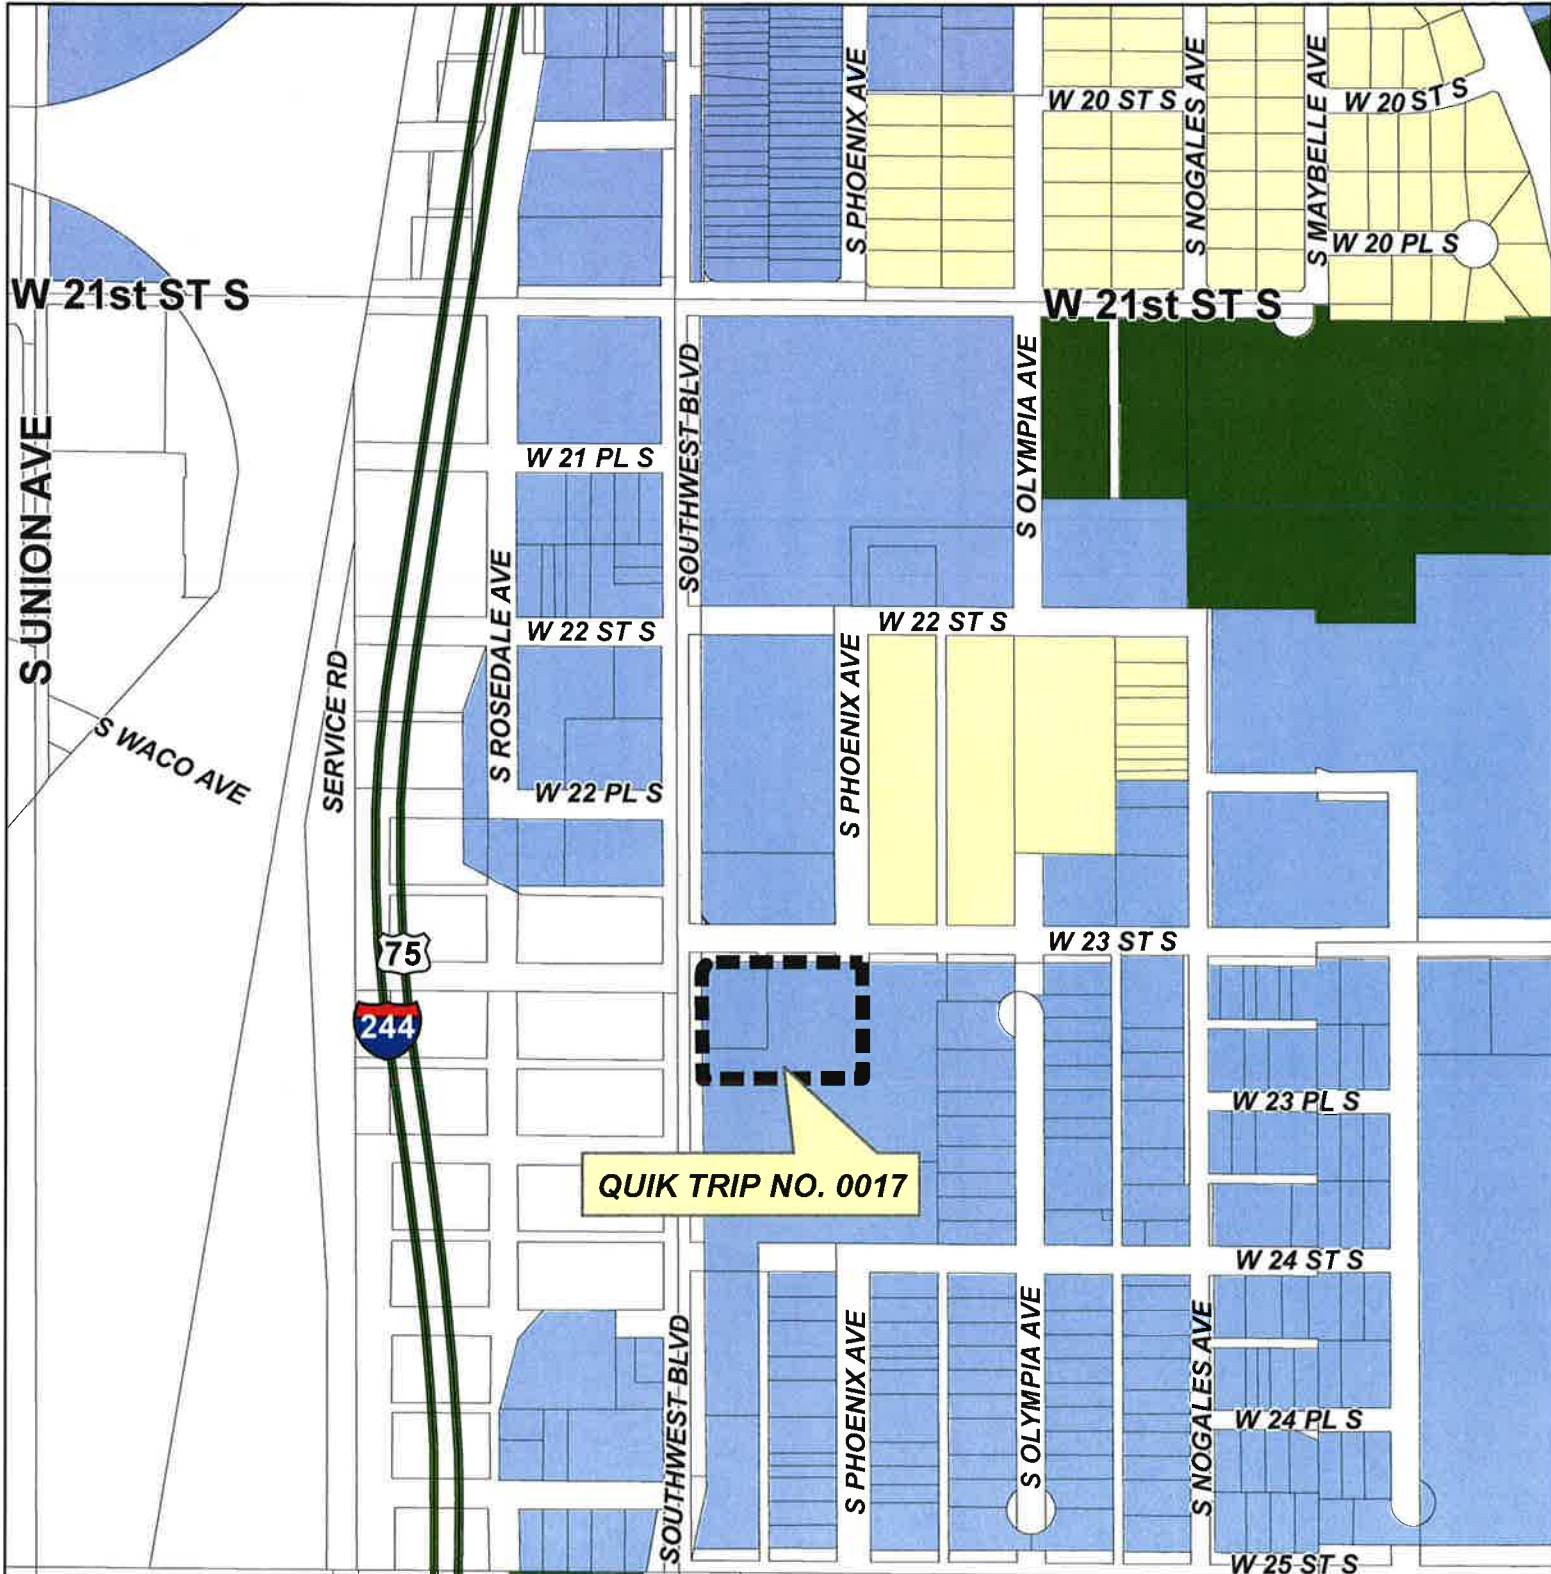 S PHOENIX AVE
W 20 ST S
S NOGALES AVE
S MAYBELLE AVE
W 20 ST S
W 20 PL S
W 21st ST S
W 21st ST S
S UNION AVE
SOUTHWEST BLVD
S OLYMPIA AVE
W 21 PL S
S ROSEDALE AVE
W 22 ST S
W 22 ST S
SERVICE RD
S PHOENIX AVE
S WACO AVE
W 22 PL S
W 23 ST S
75
244
W 23 PL S
QUIK TRIP NO. 0017
W 24 ST S
SOUTHWEST BLVD
S PHOENIX AVE
S OLYMPIA AVE
S NOGALES AVE
W 24 PL S
W 25 ST S